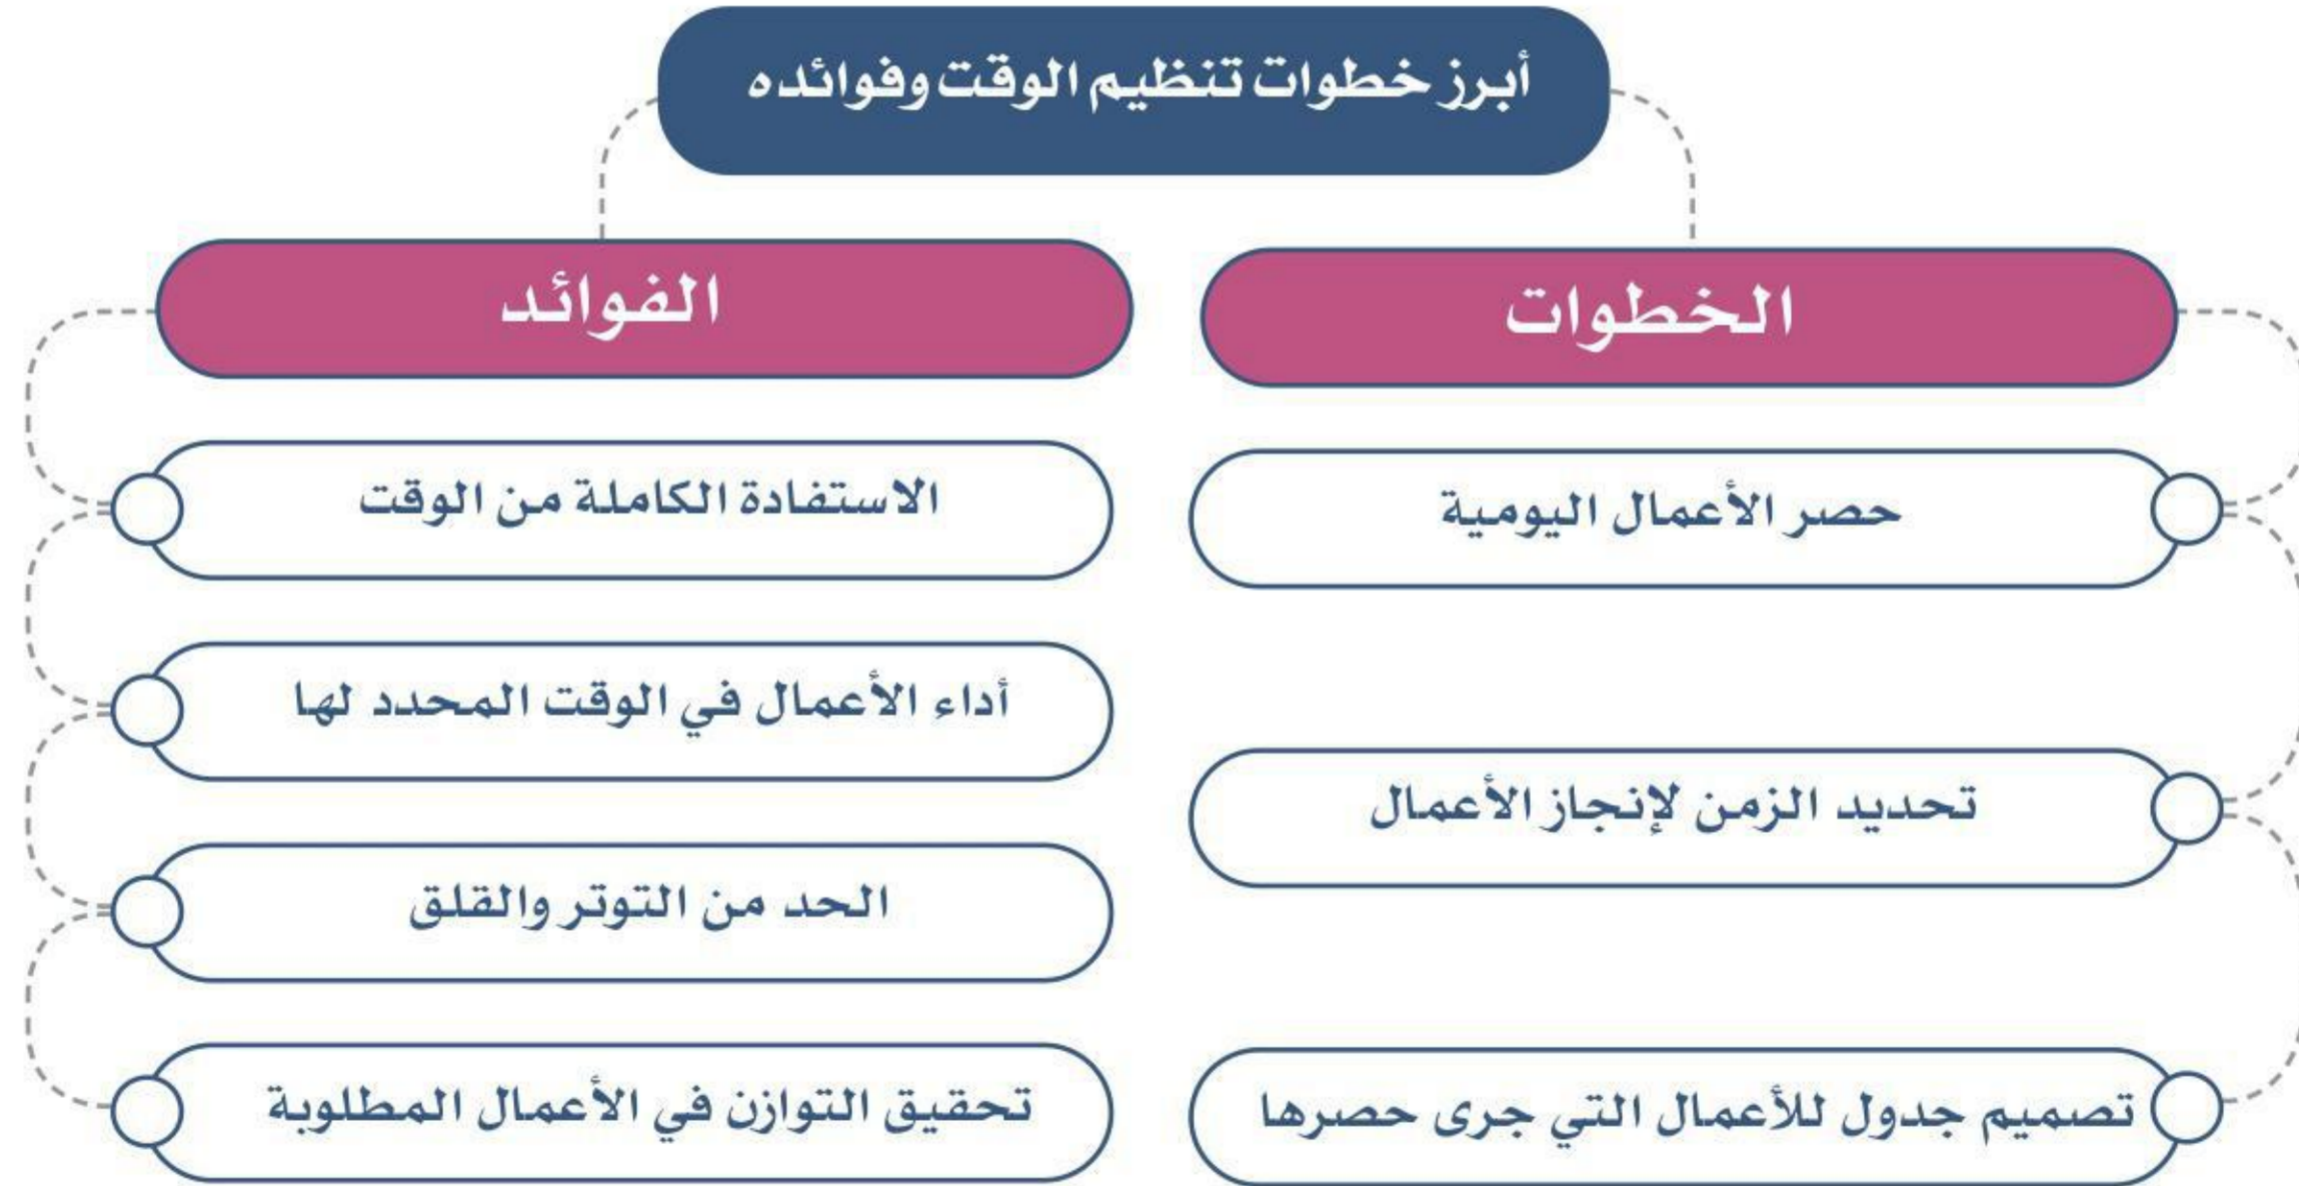 أبرز خطوات تنظيم الوقت وفوائده
الخطوات
حصر الأعمال اليومية
تحديد الزمن لإنجاز الأعمال
تصميم جدول للأعمال التي جرى حصرها
الفوائد
الاستفادة الكاملة من الوقت
أداء الأعمال في الوقت المحدد لها
الحد من التوتر والقلق
تحقيق التوازن في الأعمال المطلوبة